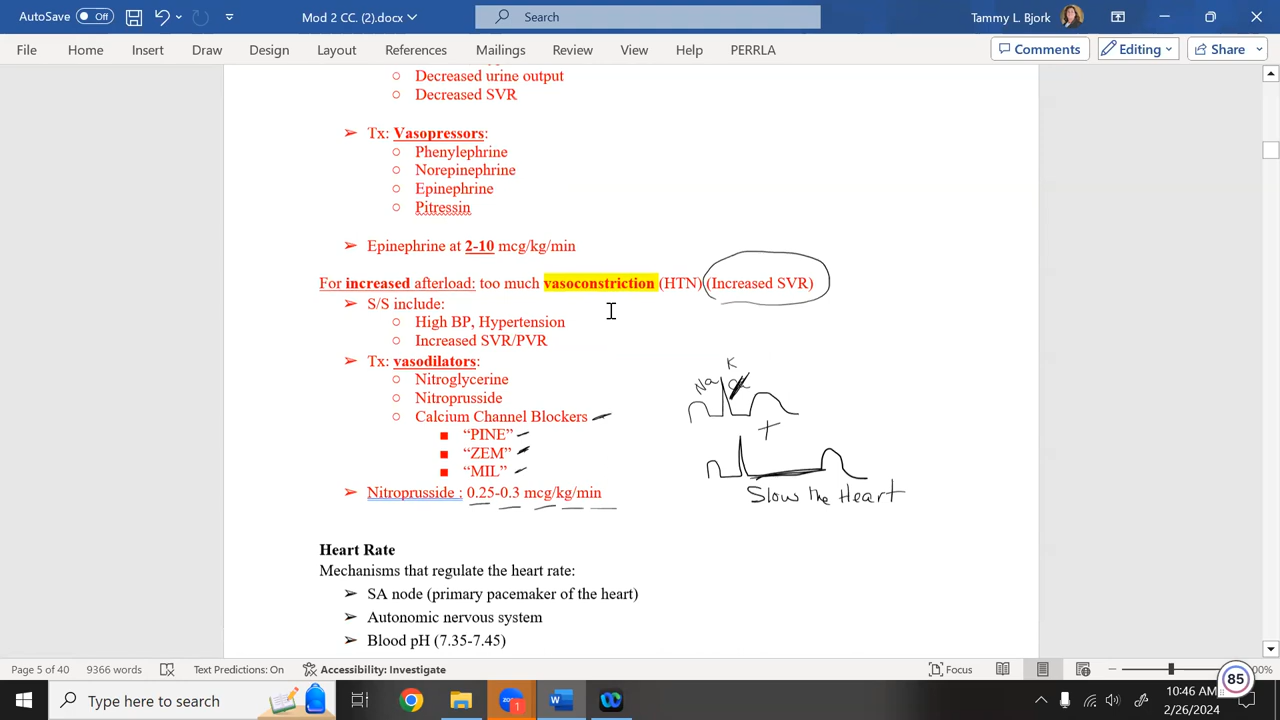 AutoSave Off Mod 2 CC (2).docx Search Tammy L. Bjork
File Home Insert Draw Design Layout References Mailings Review View Help PERRLA Comments Editing Share
○ Decreased urine output
○ Decreased SVR
➢ Tx: Vasopressors:
○ Phenylephrine
○ Norepinephrine
○ Epinephrine
○ Pitressin
➢ Epinephrine at 2-10 mcg/kg/min
For increased afterload: too much vasoconstriction (HTN) (Increased SVR)
➢ S/S include:
○ High BP, Hypertension
○ Increased SVR/PVR
➢ Tx: vasodilators:
○ Nitroglycerine
○ Nitroprusside
○ Calcium Channel Blockers
■ “PINE”
■ “ZEM”
■ “MIL”
➢ Nitroprusside : 0.25-0.3 mcg/kg/min
Na K
Slow the Heart
Heart Rate
Mechanisms that regulate the heart rate:
➢ SA node (primary pacemaker of the heart)
➢ Autonomic nervous system
➢ Blood pH (7.35-7.45)
Page 5 of 40 9366 words Text Predictions: On Accessibility: Investigate Focus 85
Type here to search 1 10:46 AM
2/26/2024